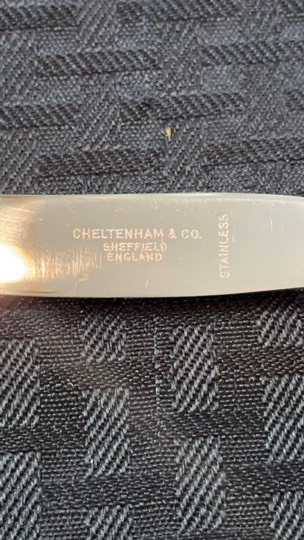 CHELTENHAM & CO.
SHEFFIELD
ENGLAND
STAINLESS